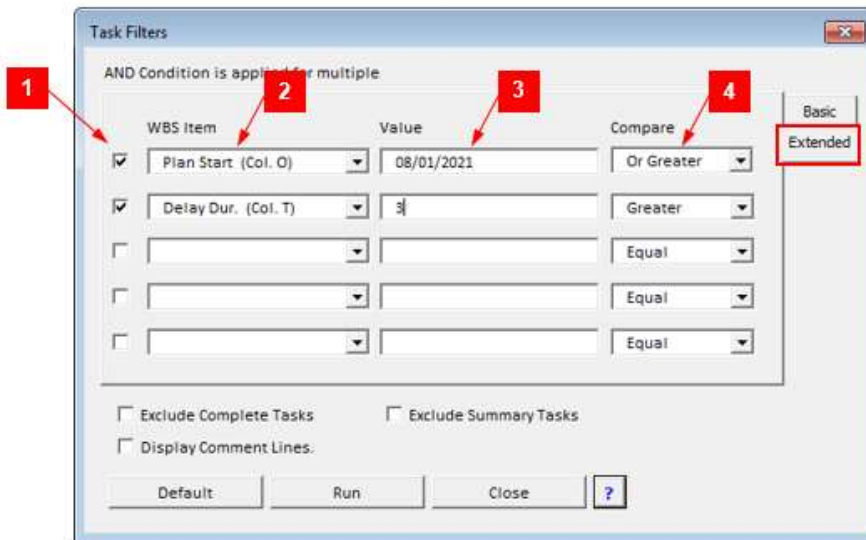 Task Filters
AND Condition is applied for multiple
1
2
3
4
WBS Item Value Compare
Basic
Extended
Plan Start (Col. O) 08/01/2021 Or Greater
Delay Dur. (Col. T) 3 Greater
Equal
Equal
Equal
Exclude Complete Tasks Exclude Summary Tasks
Display Comment Lines.
Default Run Close ?